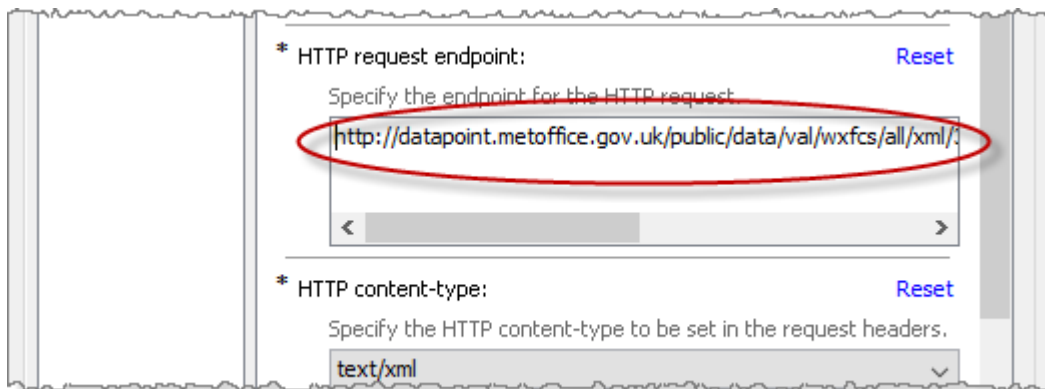 * HTTP request endpoint: Reset
Specify the endpoint for the HTTP request.
http://datapoint.metoffice.gov.uk/public/data/val/wxfcs/all/xml/
* HTTP content-type: Reset
Specify the HTTP content-type to be set in the request headers.
text/xml